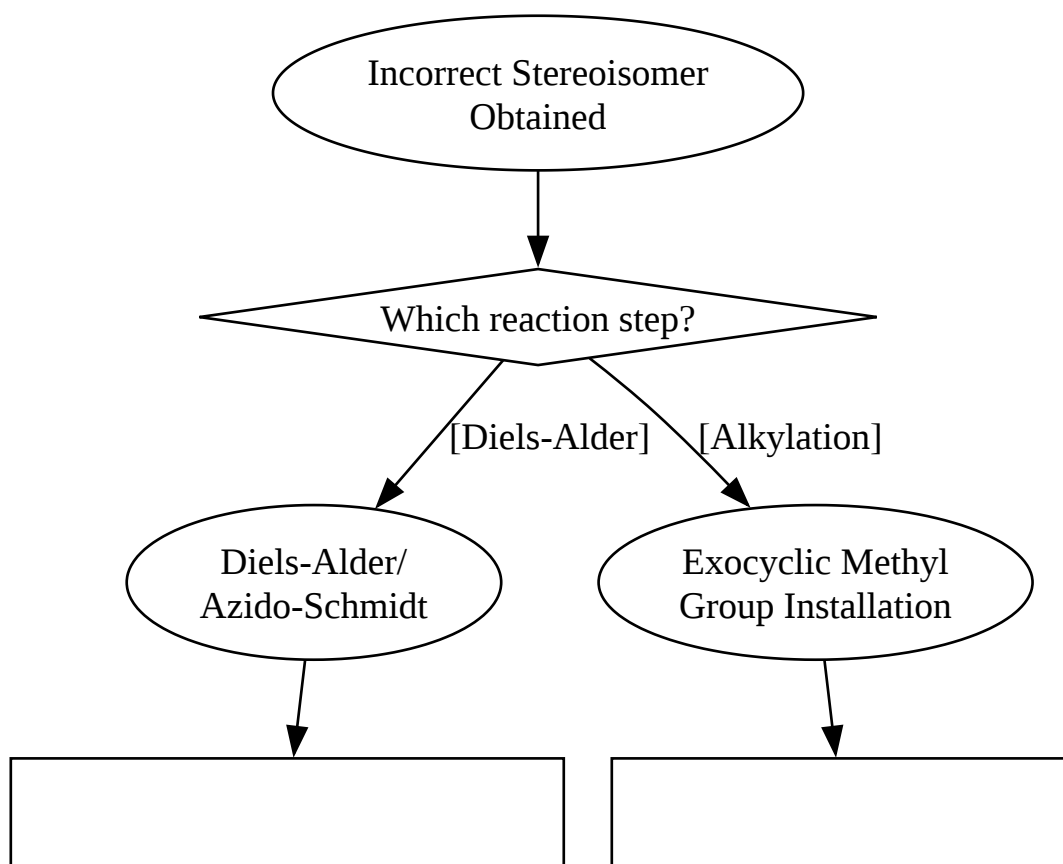 Incorrect Stereoisomer
Obtained
Which reaction step?
[Diels-Alder]
[Alkylation]
Diels-Alder/
Azido-Schmidt
Exocyclic Methyl
Group Installation